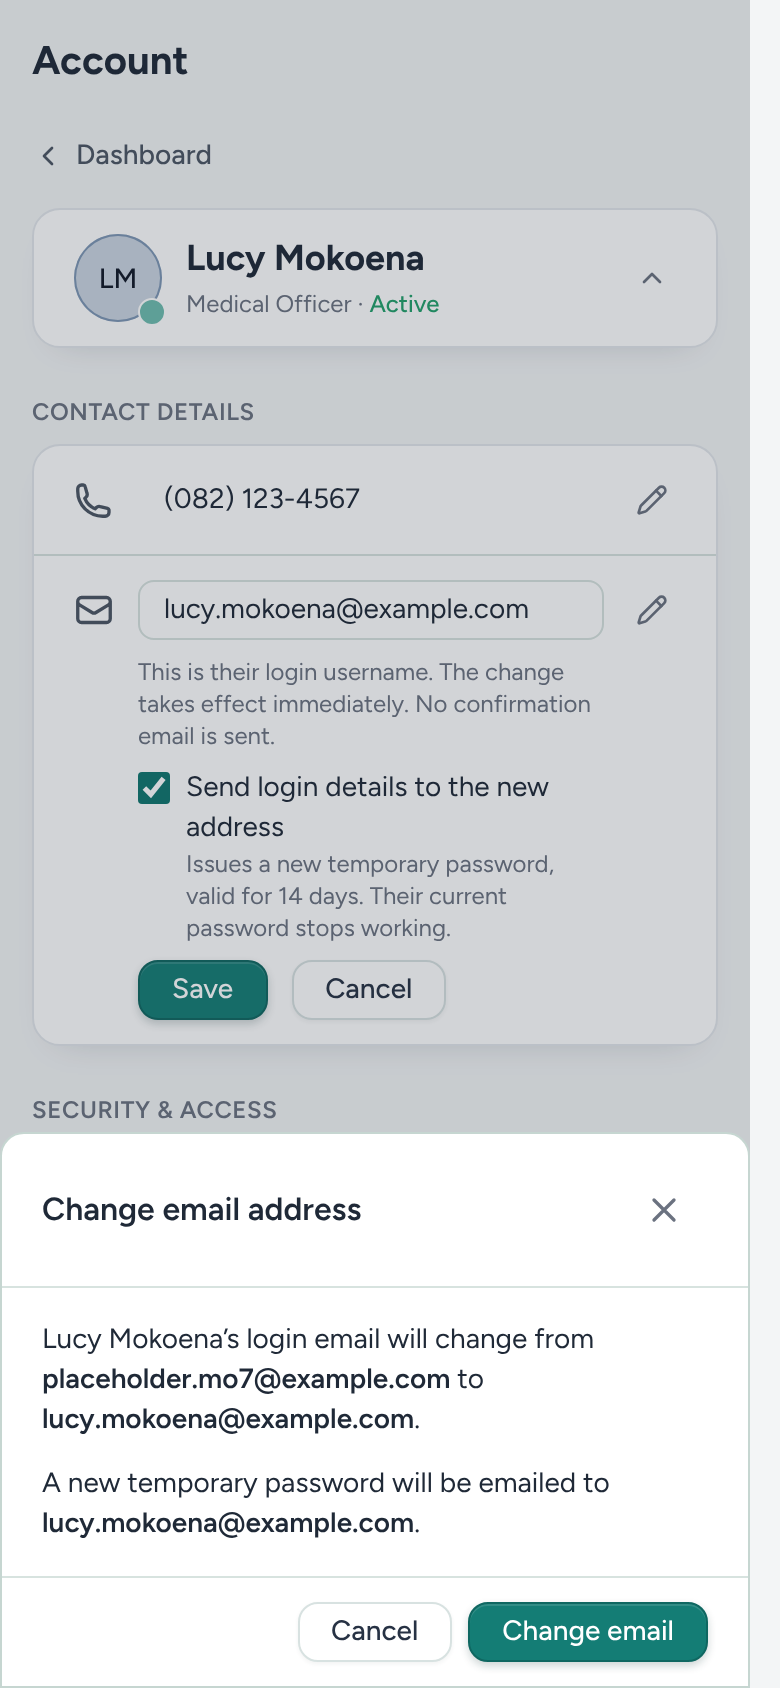 Account
Dashboard
LM
Lucy Mokoena
Medical Officer · Active
CONTACT DETAILS
(082) 123-4567
lucy.mokoena@example.com
This is their login username. The change
takes effect immediately. No confirmation
email is sent.
Send login details to the new
address
Issues a new temporary password,
valid for 14 days. Their current
password stops working.
Save Cancel
SECURITY & ACCESS
Change email address
Lucy Mokoena’s login email will change from
placeholder.mo7@example.com to
lucy.mokoena@example.com.
A new temporary password will be emailed to
lucy.mokoena@example.com.
Cancel Change email